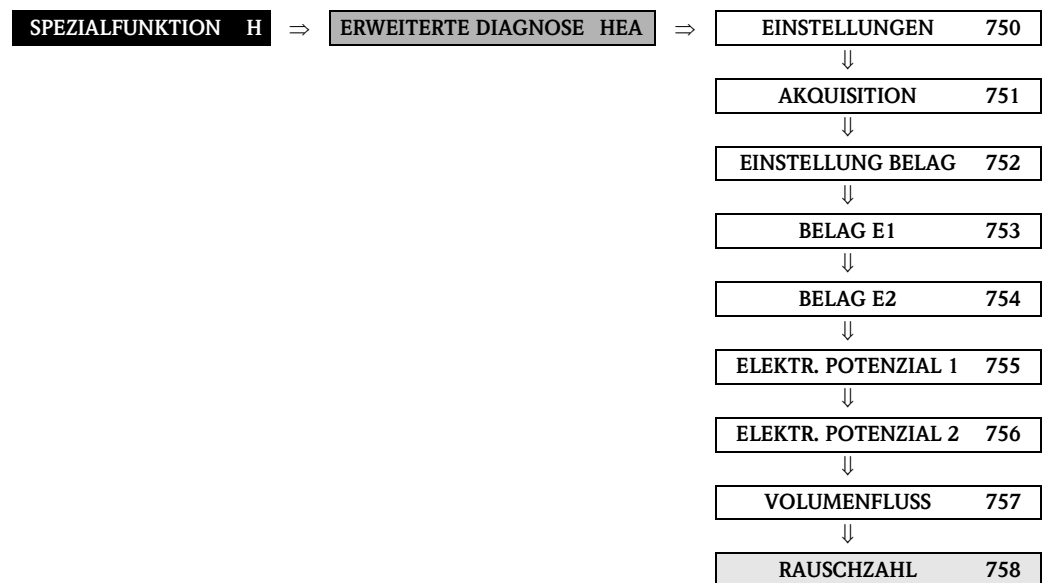 SPEZIALFUNKTION H ⇒ ERWEITERTE DIAGNOSE HEA ⇒ EINSTELLUNGEN 750
⇓
AKQUISITION 751
⇓
EINSTELLUNG BELAG 752
⇓
BELAG E1 753
⇓
BELAG E2 754
⇓
ELEKTR. POTENZIAL 1 755
⇓
ELEKTR. POTENZIAL 2 756
⇓
VOLUMENFLUSS 757
⇓
RAUSCHZAHL 758